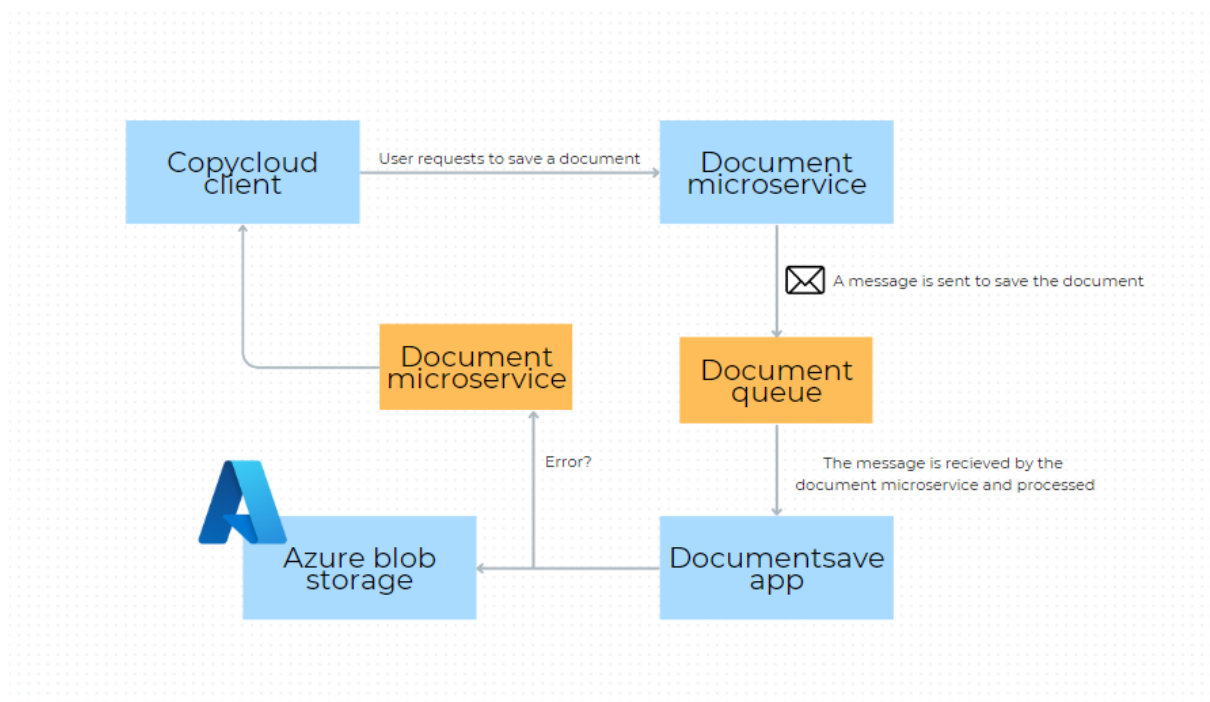 Copycloud
client
User requests to save a document
Document
microservice
A message is sent to save the document
Document
microservice
Document
queue
Error?
The message is recieved by the
document microservice and processed
Azure blob
storage
Documentsave
app